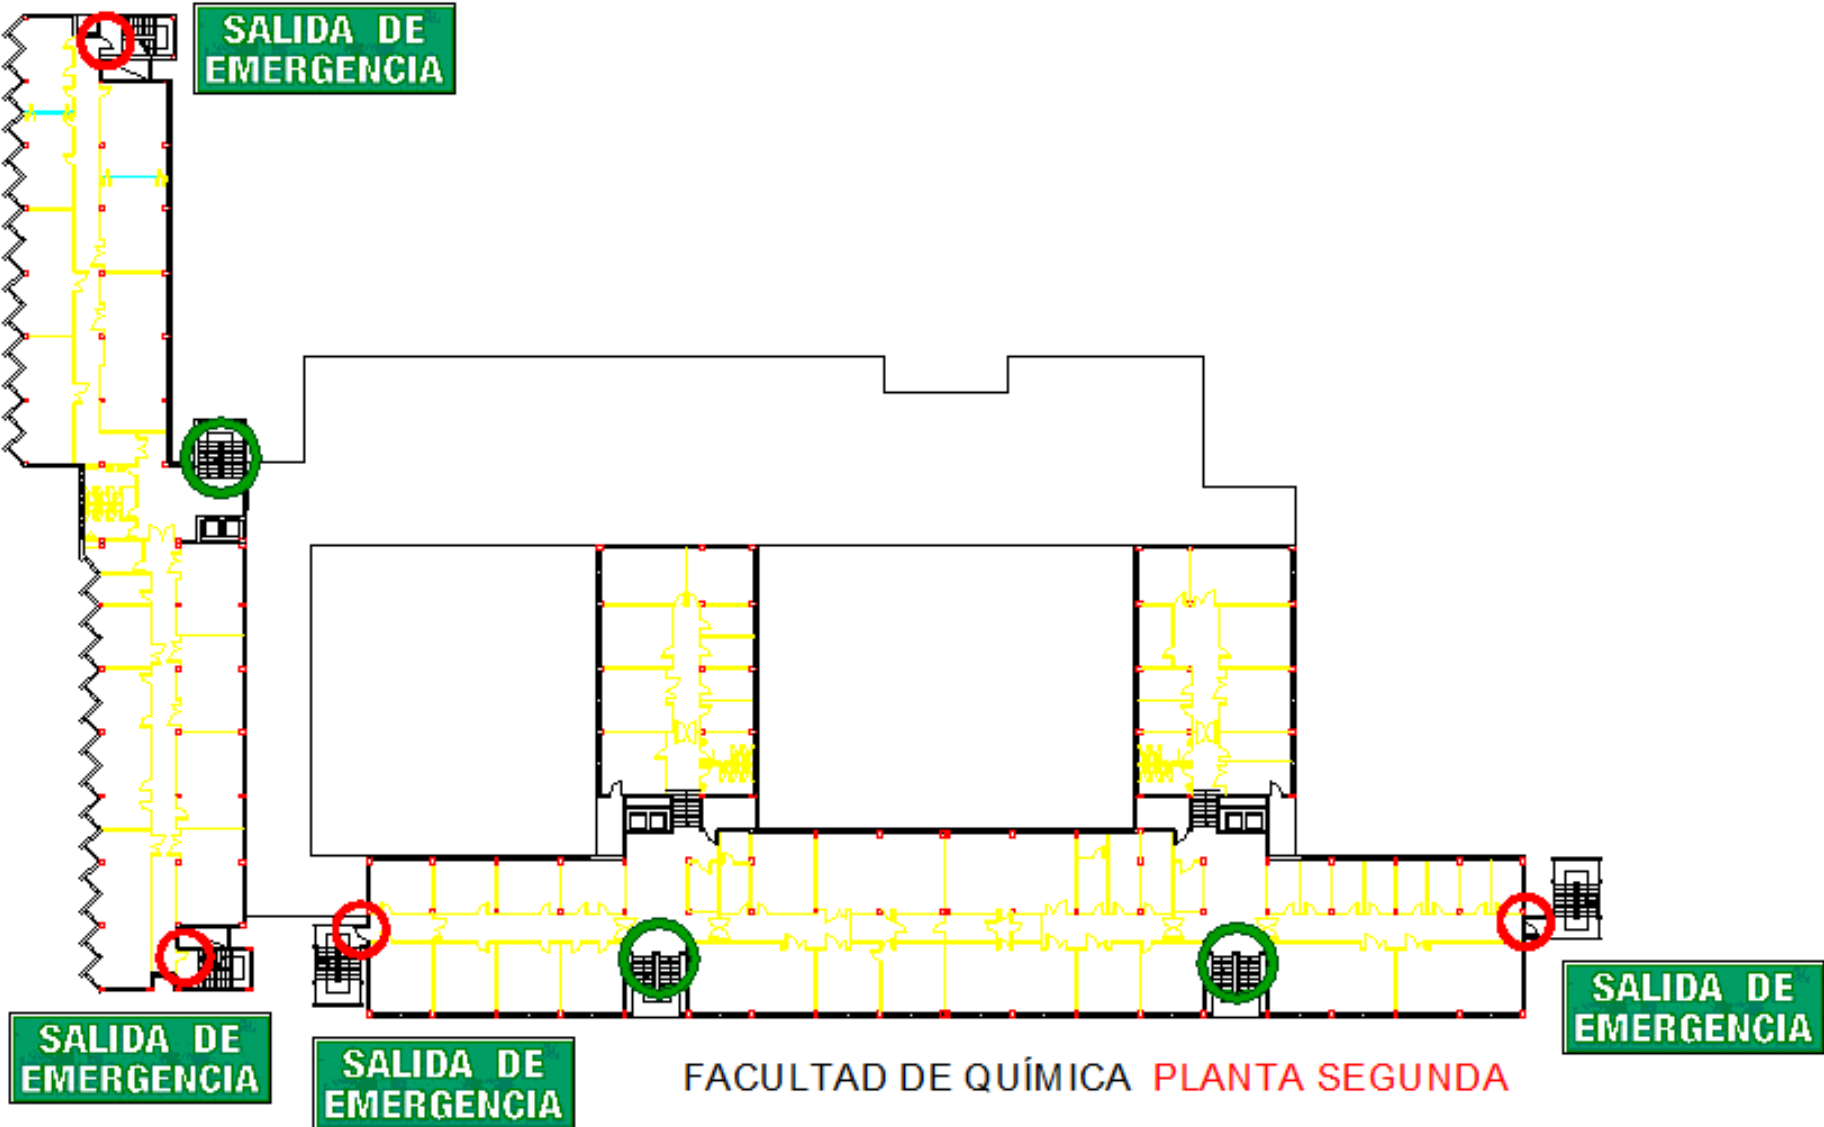 SALIDA DE
EMERGENCIA
SALIDA DE
EMERGENCIA
SALIDA DE
EMERGENCIA
SALIDA DE
EMERGENCIA
FACULTAD DE QUÍMICA PLANTA SEGUNDA